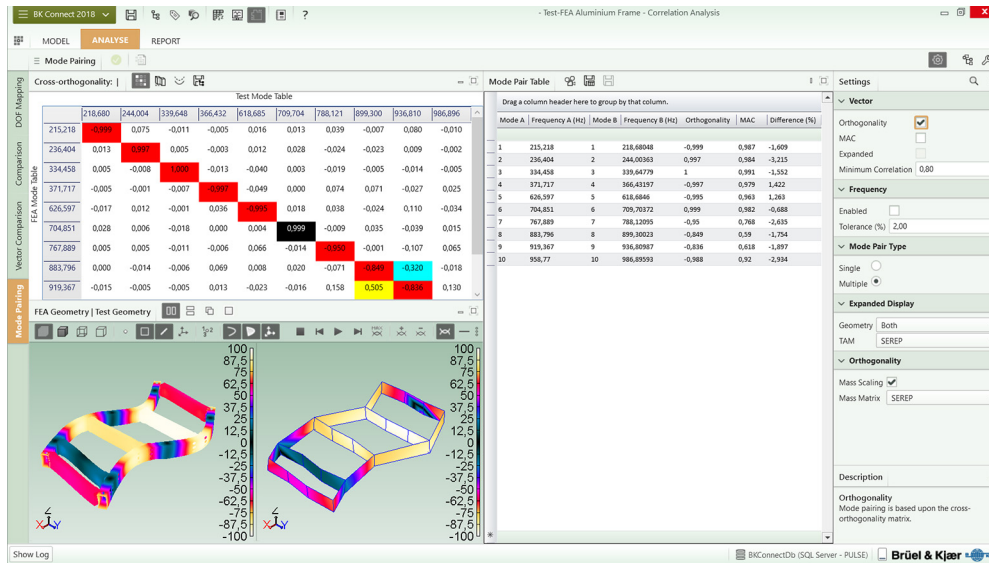 BK Connect 2018
?
- Test-FEA Aluminium Frame - Correlation Analysis
MODEL ANALYSE REPORT
Mode Pairing
DOF Mapping
Comparison
Vector Comparison
Mode Pairing
Cross-orthogonality: |
Test Mode Table
FEA Mode Table
218,680 244,004 339,648 366,432 618,685 709,704 788,121 899,300 936,810 986,896
215,218 -0,999 0,075 -0,011 -0,005 0,016 0,013 0,039 -0,007 0,080 -0,010
236,404 0,013 0,997 0,005 -0,003 0,012 0,028 -0,024 -0,023 0,009 -0,002
334,458 0,005 -0,008 1,000 -0,013 -0,040 0,003 -0,019 -0,005 -0,014 -0,005
371,717 -0,005 -0,001 -0,007 -0,997 -0,049 0,000 0,074 0,071 -0,027 0,025
626,597 -0,017 0,012 -0,001 0,036 -0,995 0,018 0,038 -0,024 0,110 -0,034
704,851 0,028 0,006 -0,018 0,000 0,004 0,999 -0,009 0,035 -0,039 0,015
767,889 0,005 0,005 -0,011 -0,006 0,066 -0,014 -0,950 -0,001 -0,107 0,065
883,796 0,000 -0,014 -0,006 0,069 0,008 0,020 -0,071 -0,849 -0,320 -0,018
919,367 -0,015 -0,005 -0,005 0,013 -0,023 -0,016 0,158 0,505 -0,836 0,130
FEA Geometry | Test Geometry
100
87,5
75
62,5
50
37,5
25
12,5
0
-12,5
-25
-37,5
-50
-62,5
-75
-87,5
-100
Z
X Y
100
87,5
75
62,5
50
37,5
25
12,5
0
-12,5
-25
-37,5
-50
-62,5
-75
-87,5
-100
Z
X Y
Mode Pair Table
Drag a column header here to group by that column.
Mode A Frequency A (Hz) Mode B Frequency B (Hz) Orthogonality MAC Difference (%)
1 215,218 1 218,68048 -0,999 0,987 -1,609
2 236,404 2 244,00363 0,997 0,984 -3,215
3 334,458 3 339,64779 1 0,991 -1,552
4 371,717 4 366,43197 -0,997 0,979 1,422
5 626,597 5 618,6846 -0,995 0,963 1,263
6 704,851 6 709,70372 0,999 0,982 -0,688
7 767,889 7 788,12095 -0,95 0,768 -2,635
8 883,796 8 899,30023 -0,849 0,59 -1,754
9 919,367 9 936,80987 -0,836 0,618 -1,897
10 958,77 10 986,89593 -0,988 0,92 -2,934
Settings
Vector
Orthogonality
MAC
Expanded
Minimum Correlation 0,80
Frequency
Enabled
Tolerance (%) 2,00
Mode Pair Type
Single
Multiple
Expanded Display
Geometry Both
TAM SEREP
Orthogonality
Mass Scaling
Mass Matrix SEREP
Description
Orthogonality
Mode pairing is based upon the cross-
orthogonality matrix.
Show Log
BKConnectDb (SQL Server - PULSE)
Brüel & Kjær